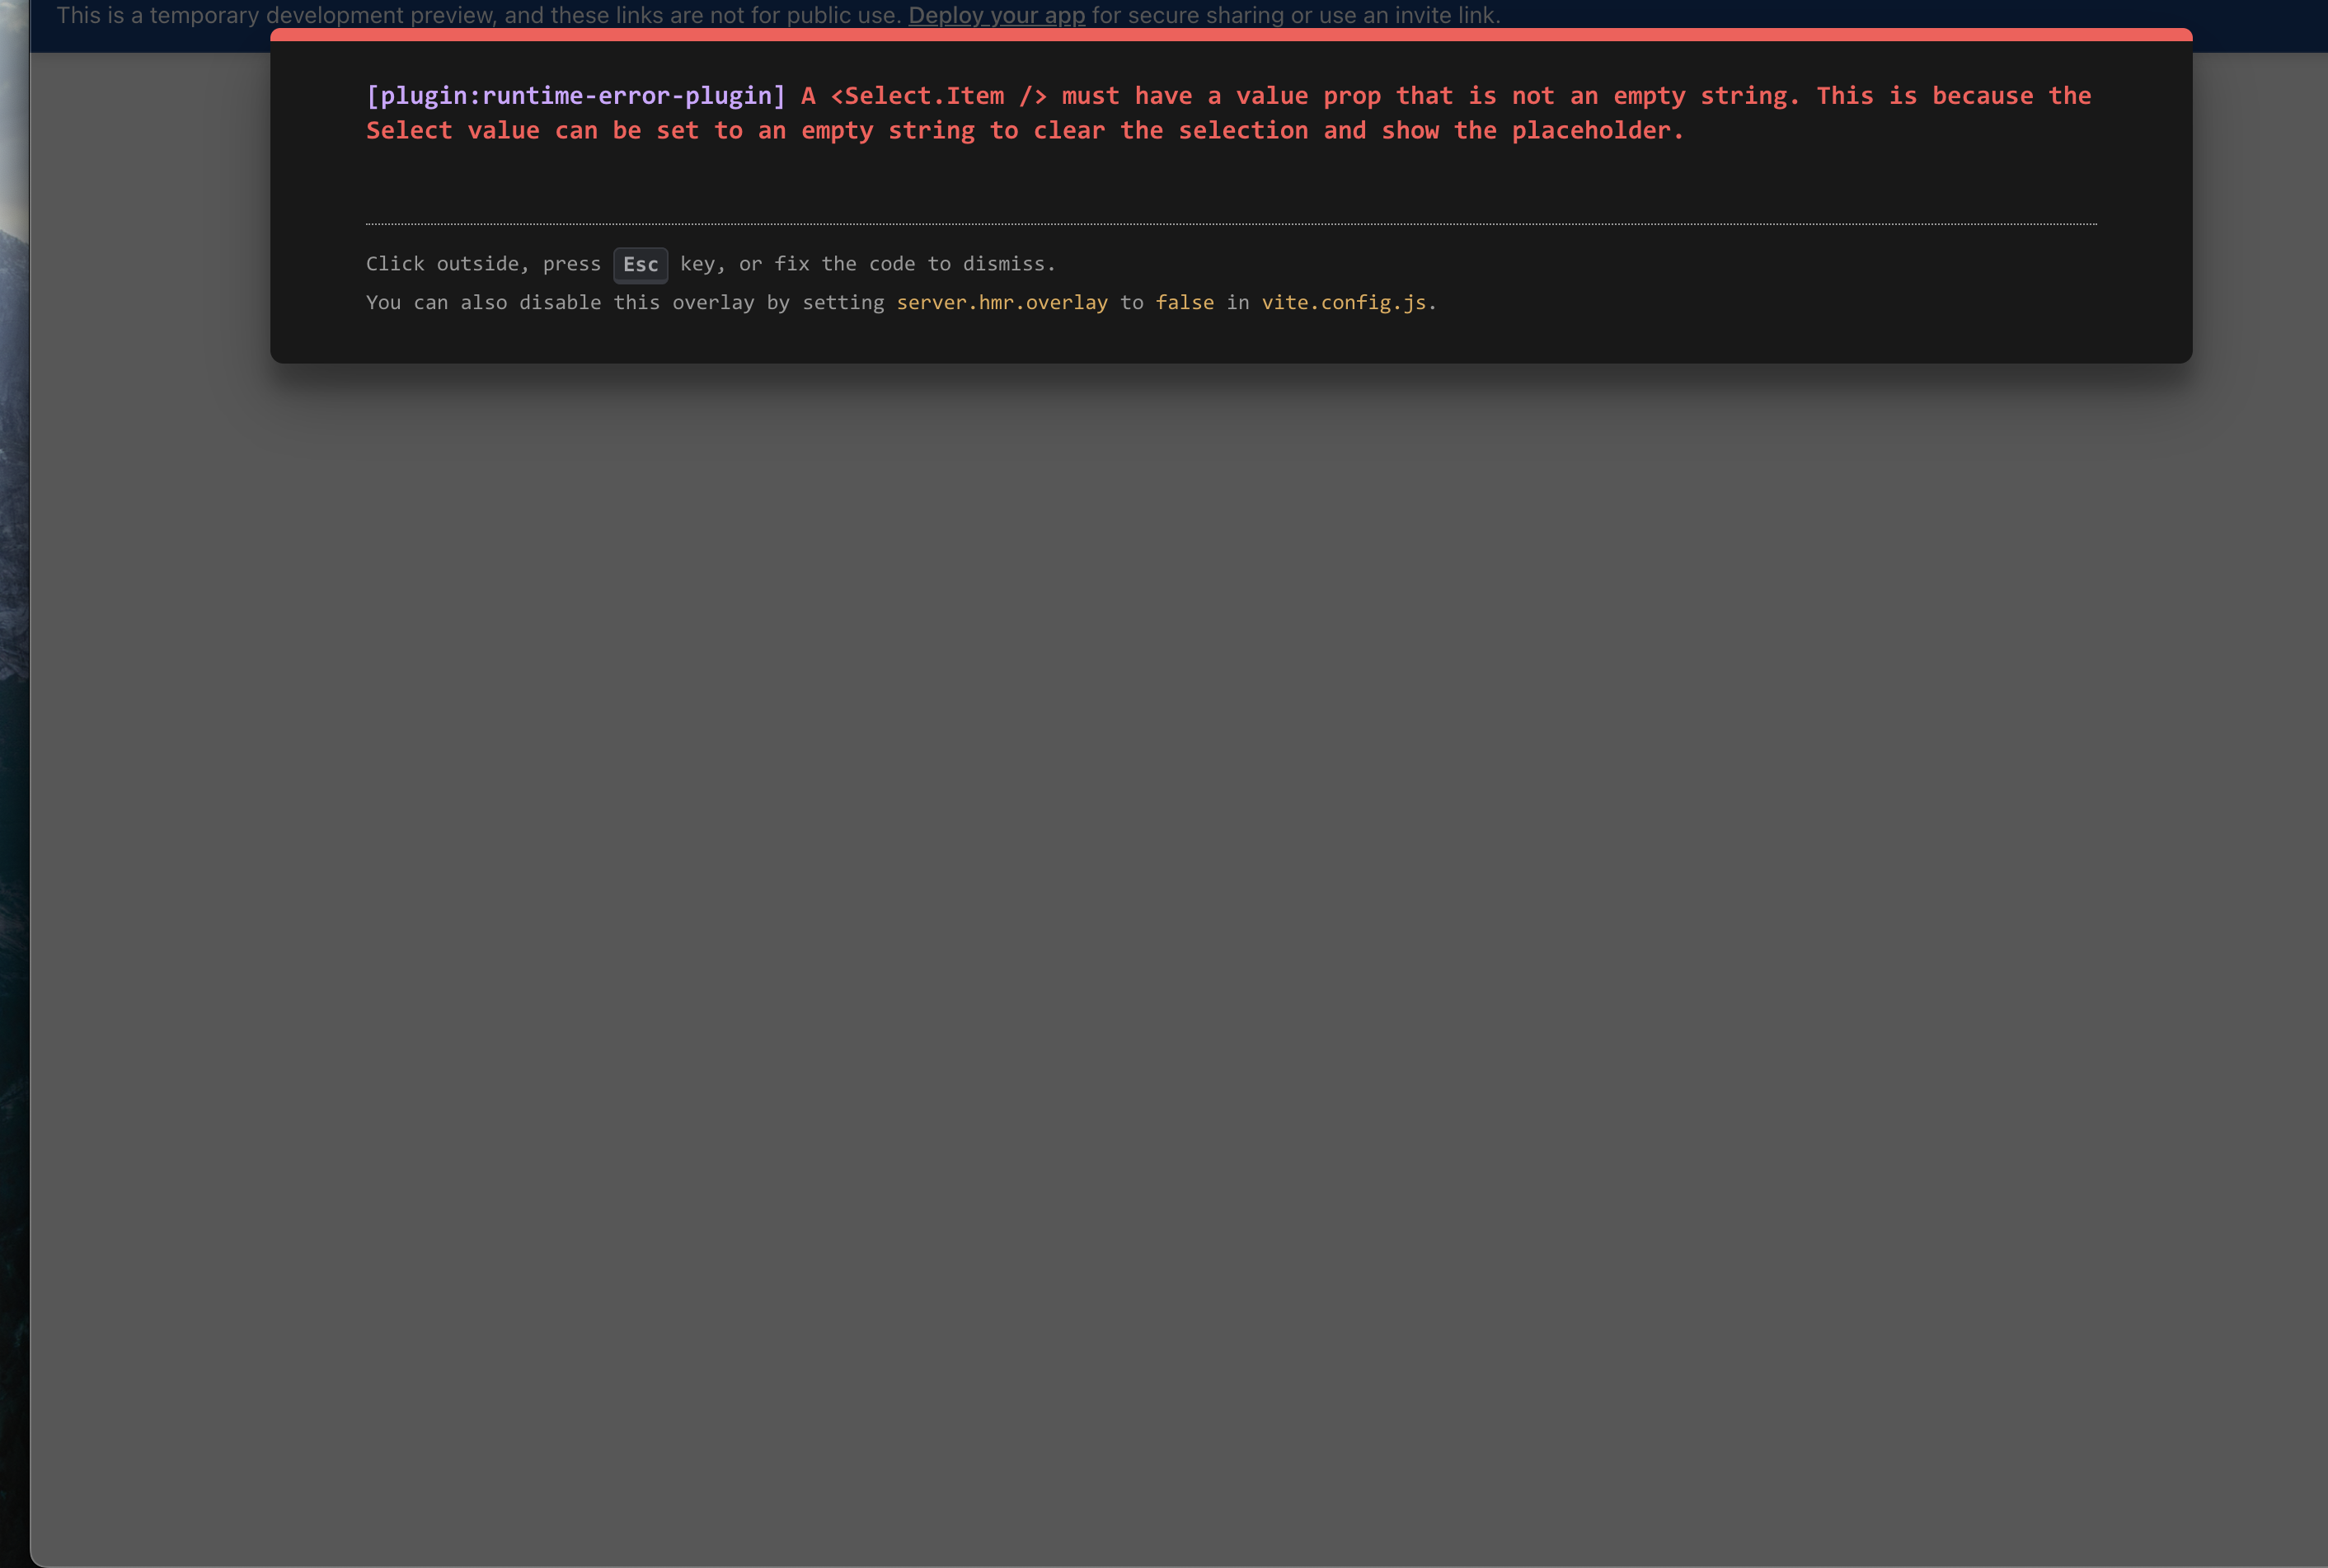 This is a temporary development preview, and these links are not for public use. Deploy your app for secure sharing or use an invite link.
[plugin:runtime-error-plugin] A <Select.Item /> must have a value prop that is not an empty string. This is because the
Select value can be set to an empty string to clear the selection and show the placeholder.
Click outside, press Esc key, or fix the code to dismiss.
You can also disable this overlay by setting server.hmr.overlay to false in vite.config.js.